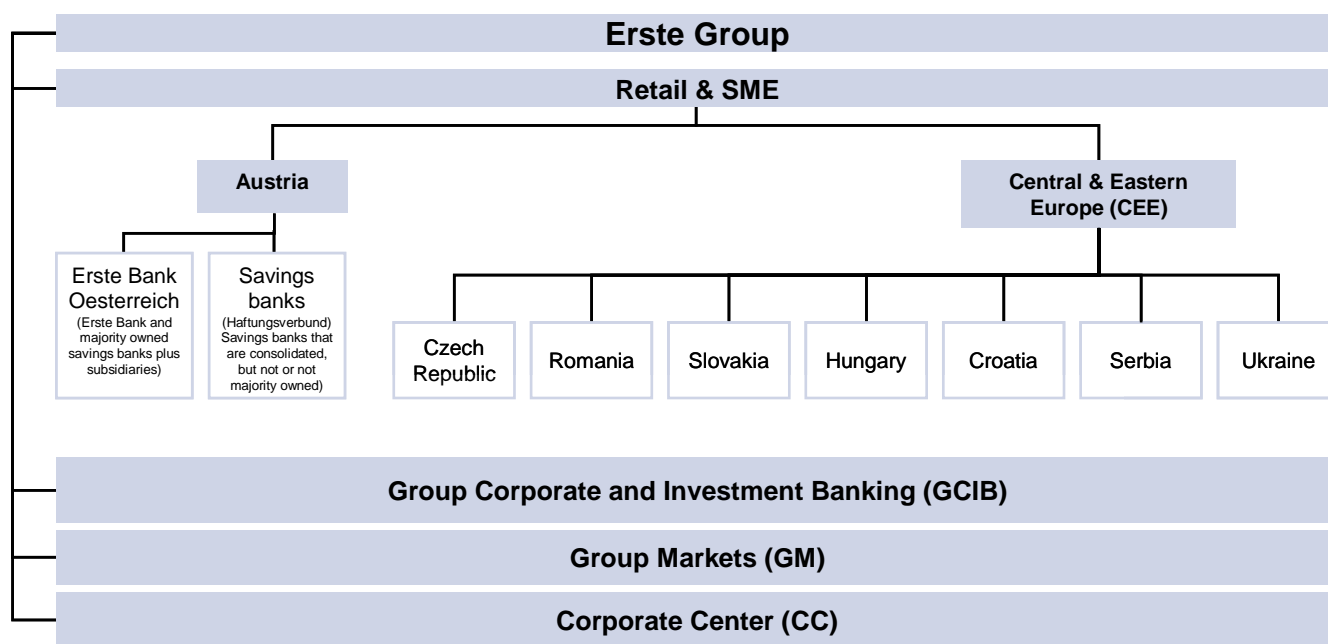 Erste Group
Retail & SME
Austria
Central & Eastern
Europe (CEE)
Erste Bank
Oesterreich
(Erste Bank and
majority owned
savings banks plus
subsidiaries)
Savings
banks
(Haftungsverbund)
Savings banks that
are consolidated,
but not or not
majority owned)
Czech
Republic
Romania
Slovakia
Hungary
Croatia
Serbia
Ukraine
Group Corporate and Investment Banking (GCIB)
Group Markets (GM)
Corporate Center (CC)